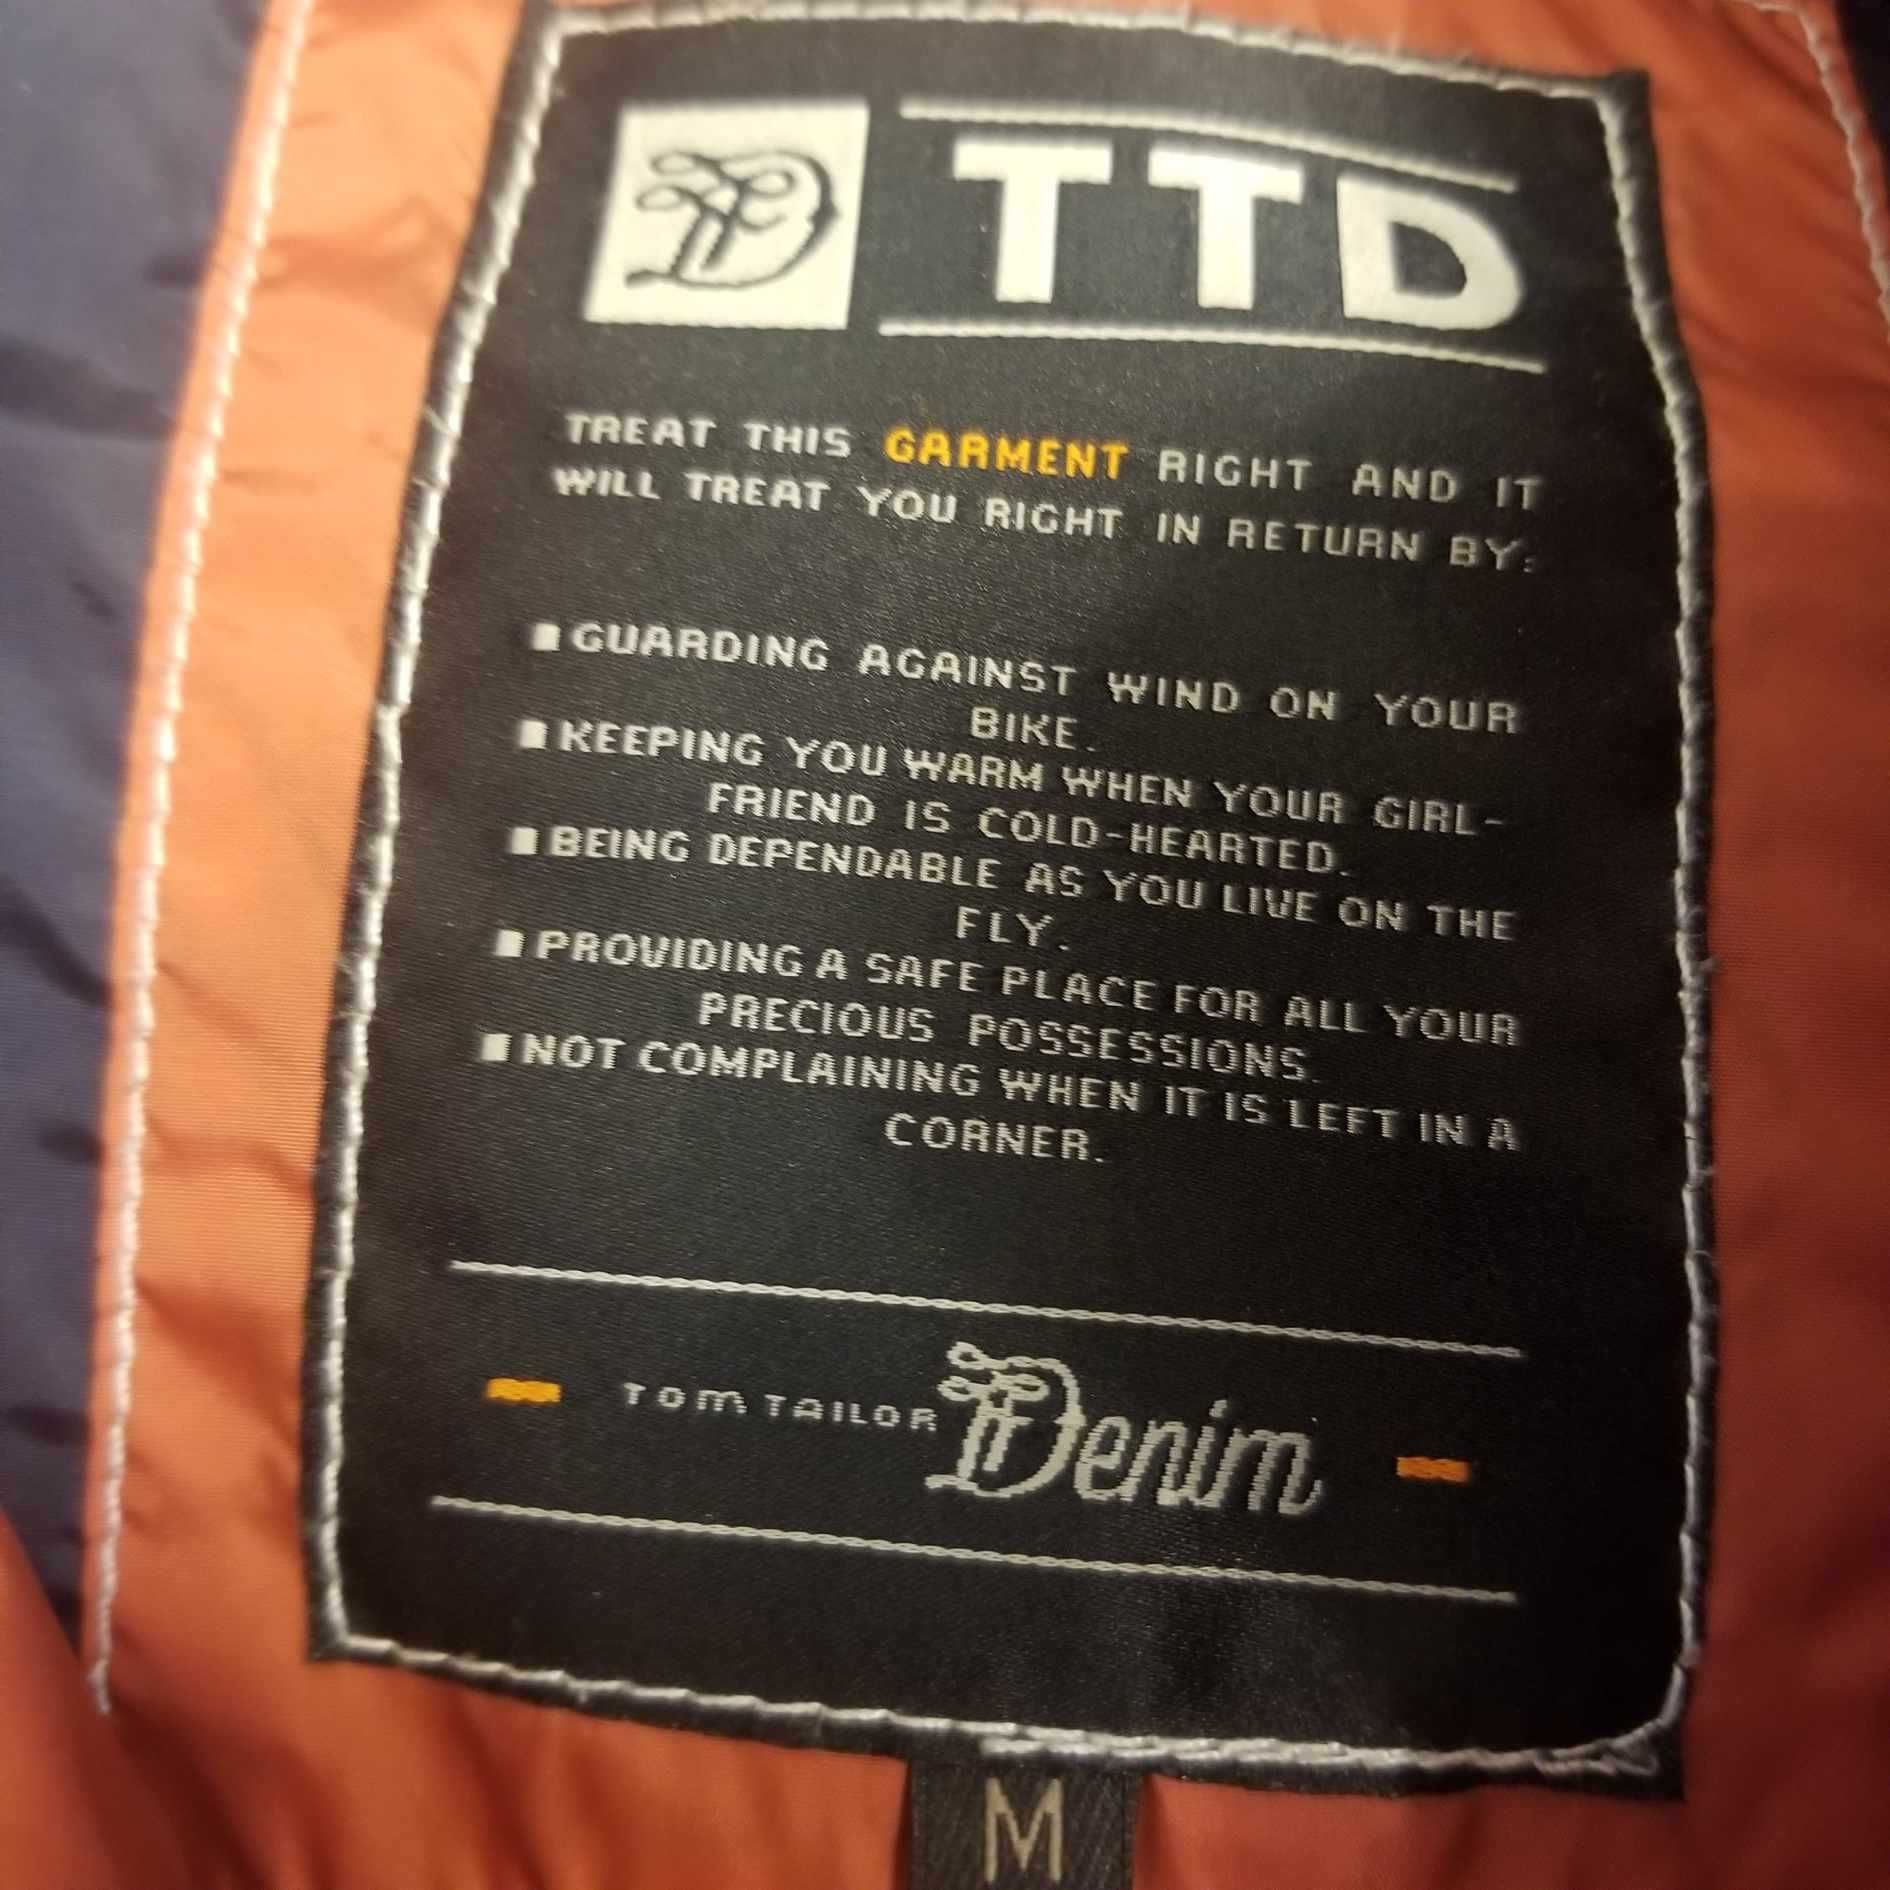 TTD
TREAT THIS GARMENT RIGHT AND IT
WILL TREAT YOU RIGHT IN RETURN BY:
■ GUARDING AGAINST WIND ON YOUR
BIKE.
■ KEEPING YOU WARM WHEN YOUR GIRL-
FRIEND IS COLD-HEARTED.
■ BEING DEPENDABLE AS YOU LIVE ON THE
FLY.
■ PROVIDING A SAFE PLACE FOR ALL YOUR
PRECIOUS POSSESSIONS.
■ NOT COMPLAINING WHEN IT IS LEFT IN A
CORNER.
TOM TAILOR Denim
M